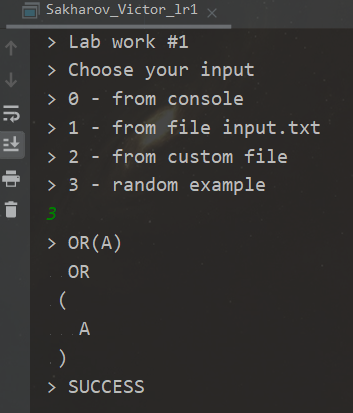 Sakharov_Victor_lr1
> Lab work #1
> Choose your input
> 0 - from console
> 1 - from file input.txt
> 2 - from custom file
> 3 - random example
3
> OR(A)
OR
(
A
)
> SUCCESS